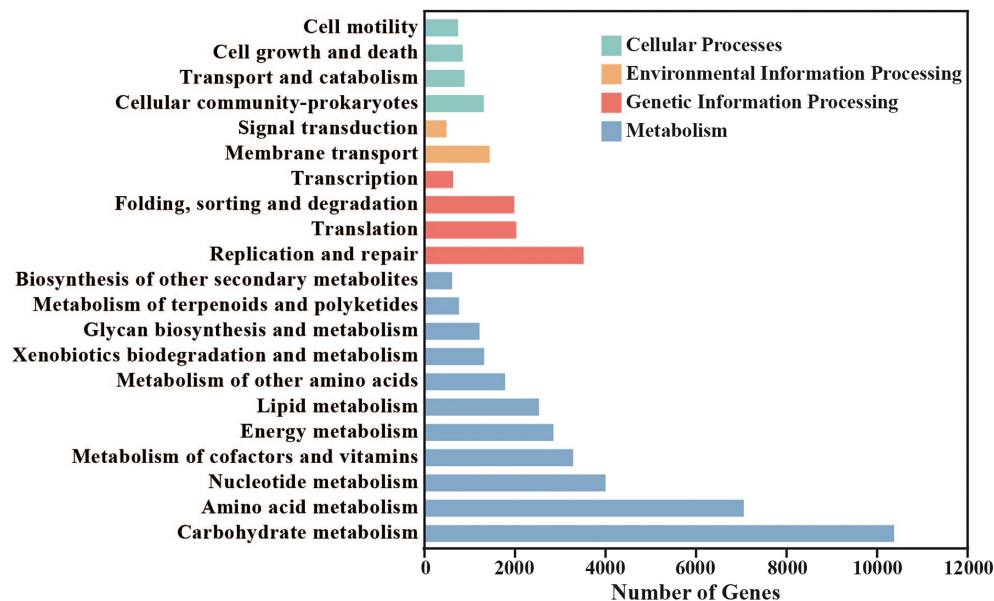 Cell motility
Cell growth and death
Transport and catabolism
Cellular community-prokaryotes
Signal transduction
Membrane transport
Transcription
Folding, sorting and degradation
Translation
Replication and repair
Biosynthesis of other secondary metabolites
Metabolism of terpenoids and polyketides
Glycan biosynthesis and metabolism
Xenobiotics biodegradation and metabolism
Metabolism of other amino acids
Lipid metabolism
Energy metabolism
Metabolism of cofactors and vitamins
Nucleotide metabolism
Amino acid metabolism
Carbohydrate metabolism
Cellular Processes
Environmental Information Processing
Genetic Information Processing
Metabolism
0 2000 4000 6000 8000 10000 12000
Number of Genes